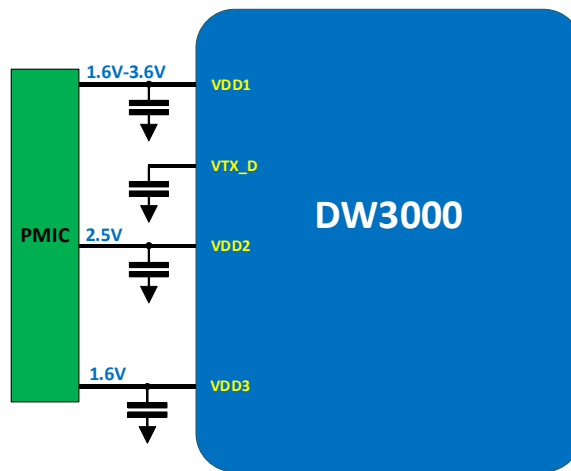 1.6V-3.6V
VDD1
VTX_D
DW3000
PMIC
2.5V
VDD2
1.6V
VDD3